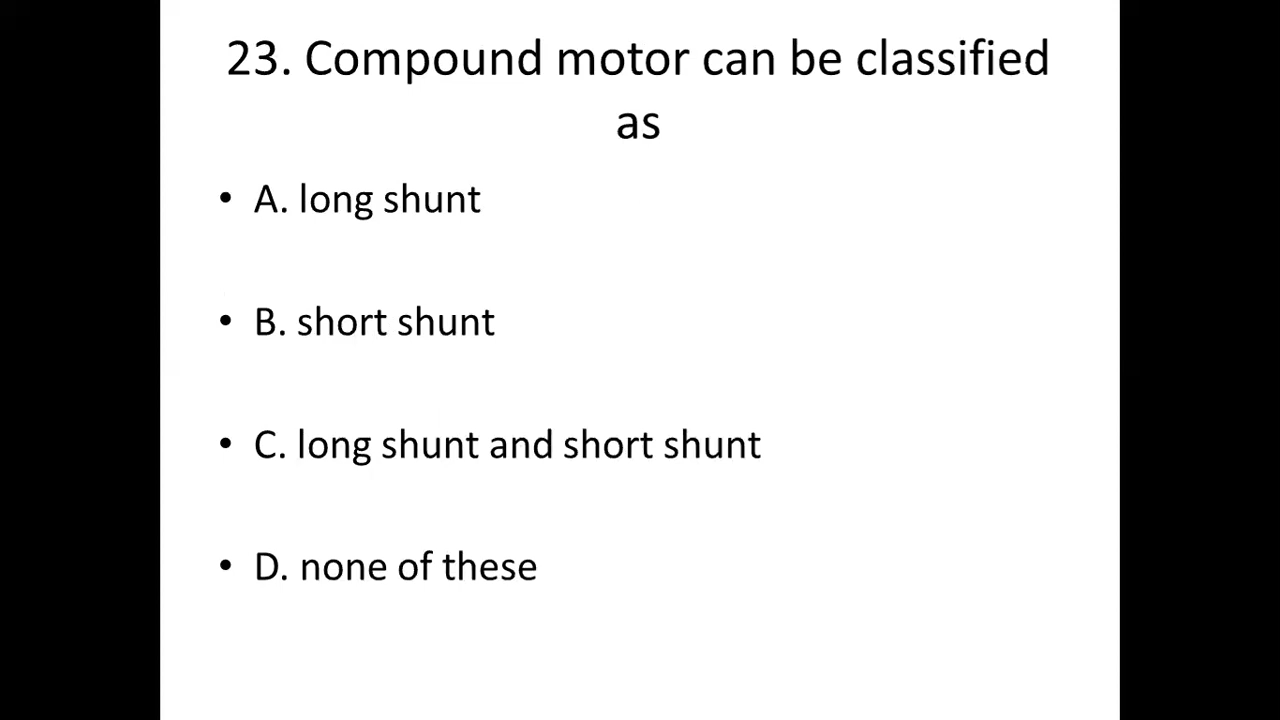 23. Compound motor can be classified
as
• A. long shunt
• B. short shunt
• C. long shunt and short shunt
• D. none of these